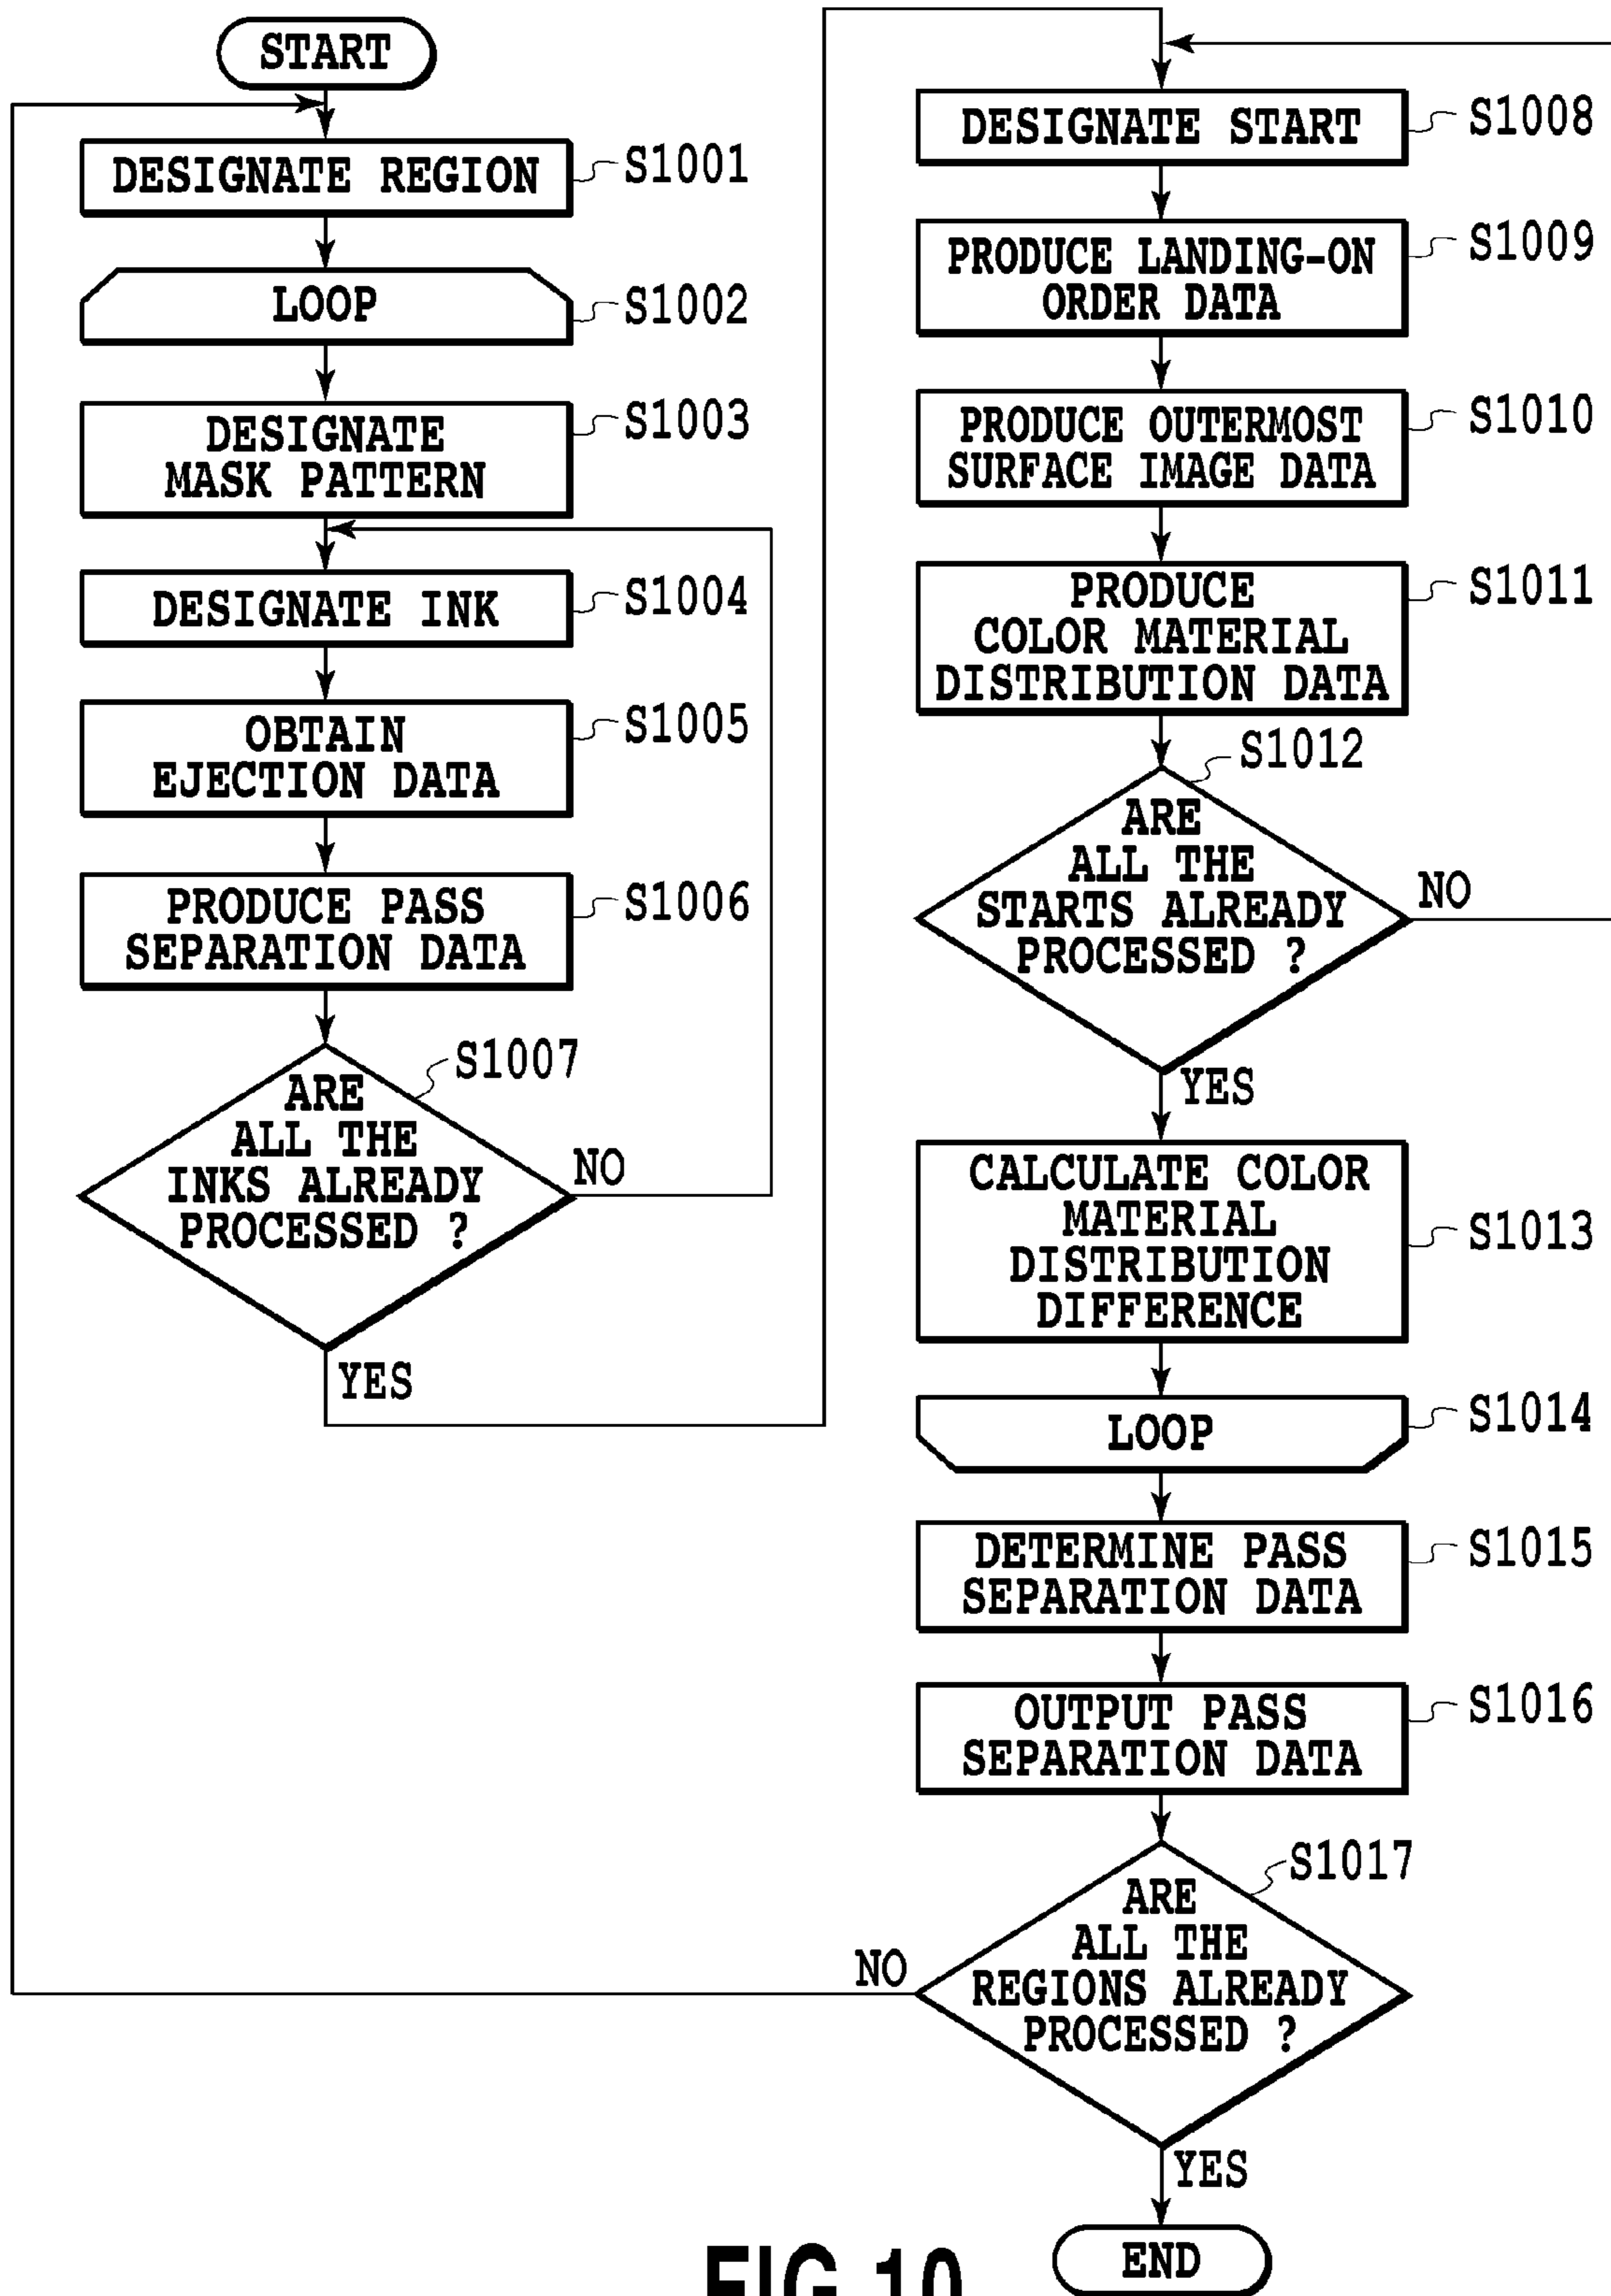 START
DESIGNATE REGION
S1001
LOOP
S1002
DESIGNATE
MASK PATTERN
S1003
DESIGNATE INK
S1004
OBTAIN
EJECTION DATA
S1005
PRODUCE PASS
SEPARATION DATA
S1006
S1007
ARE
ALL THE
INKS ALREADY
PROCESSED ?
NO
YES
DESIGNATE START
S1008
PRODUCE LANDING-ON
ORDER DATA
S1009
PRODUCE OUTERMOST
SURFACE IMAGE DATA
S1010
PRODUCE
COLOR MATERIAL
DISTRIBUTION DATA
S1011
S1012
ARE
ALL THE
STARTS ALREADY
PROCESSED ?
NO
YES
CALCULATE COLOR
MATERIAL
DISTRIBUTION
DIFFERENCE
S1013
LOOP
S1014
DETERMINE PASS
SEPARATION DATA
S1015
OUTPUT PASS
SEPARATION DATA
S1016
S1017
ARE
ALL THE
REGIONS ALREADY
PROCESSED ?
NO
YES
END
FIG.10